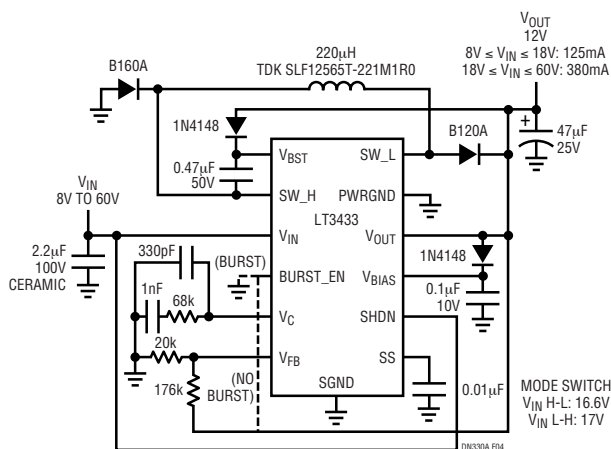 V_OUT
12V
8V ≤ V_IN ≤ 18V: 125mA
18V ≤ V_IN ≤ 60V: 380mA
220µH
TDK SLF12565T-221M1R0
B160A
1N4148
B120A
+
47µF
25V
V_BST
SW_L
0.47µF
50V
SW_H
PWRGND
V_IN
8V TO 60V
LT3433
V_IN
V_OUT
1N4148
2.2µF
100V
CERAMIC
330pF
(BURST)
BURST_EN
V_BIAS
0.1µF
10V
1nF
68k
V_C
SHDN
20k
V_FB
SS
176k
(NO
BURST)
SGND
0.01µF
MODE SWITCH
V_IN H-L: 16.6V
V_IN L-H: 17V
DN330A F04